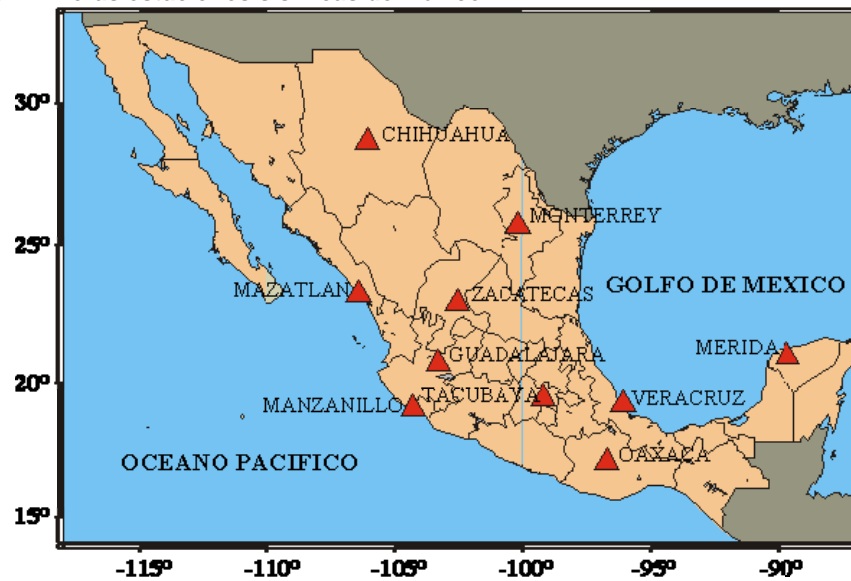 30º
CHIHUAHUA
MONTERREY
25º
GOLFO DE MEXICO
MAZATLAN
ZACATECAS
MERIDA
GUADALAJARA
20º
TACUBAYA
VERACRUZ
MANZANILLO
OCEANO PACIFICO
OAXACA
15º
-115º -110º -105º -100º -95º -90º